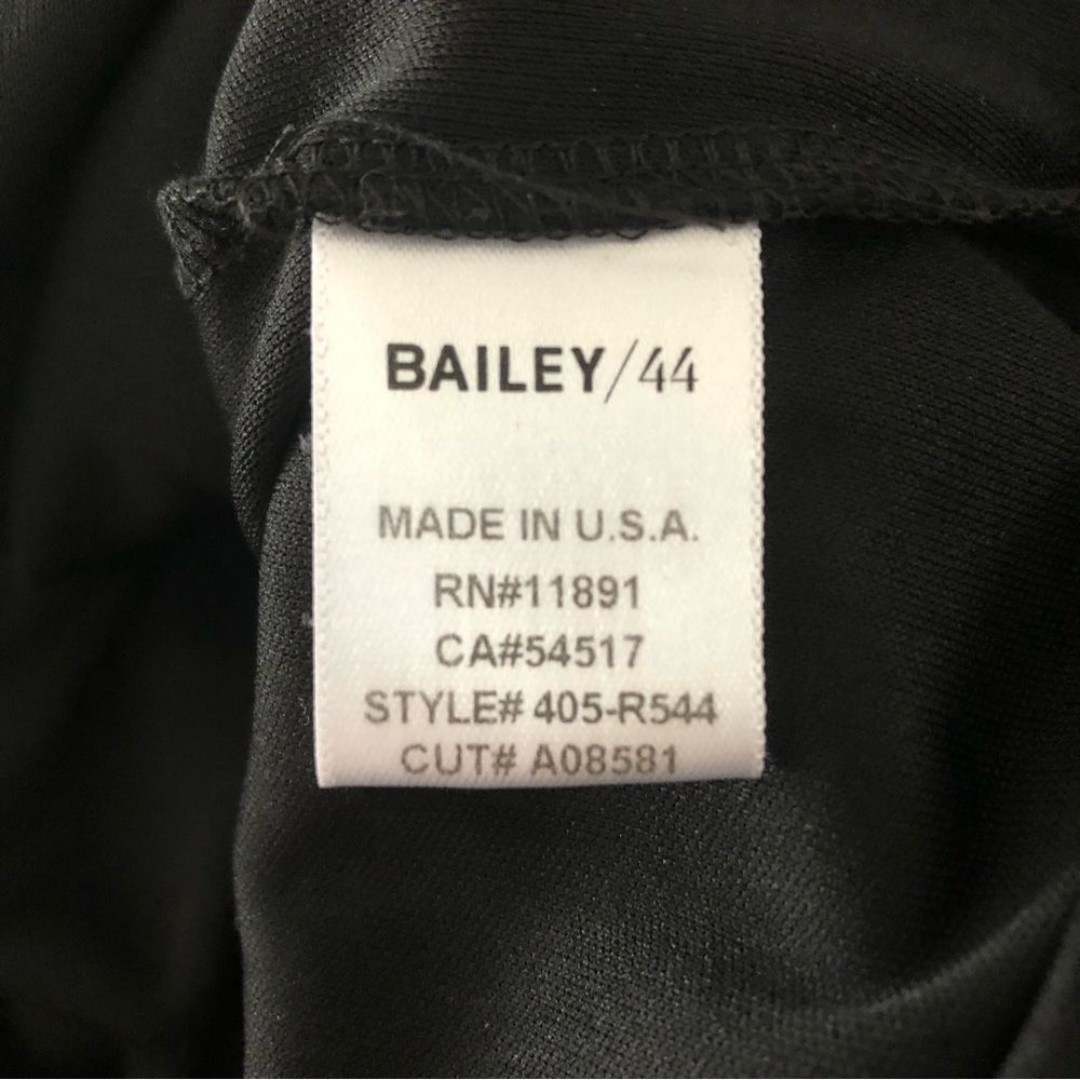 BAILEY/44
MADE IN U.S.A.
RN#11891
CA#54517
STYLE# 405-R544
CUT# A08581